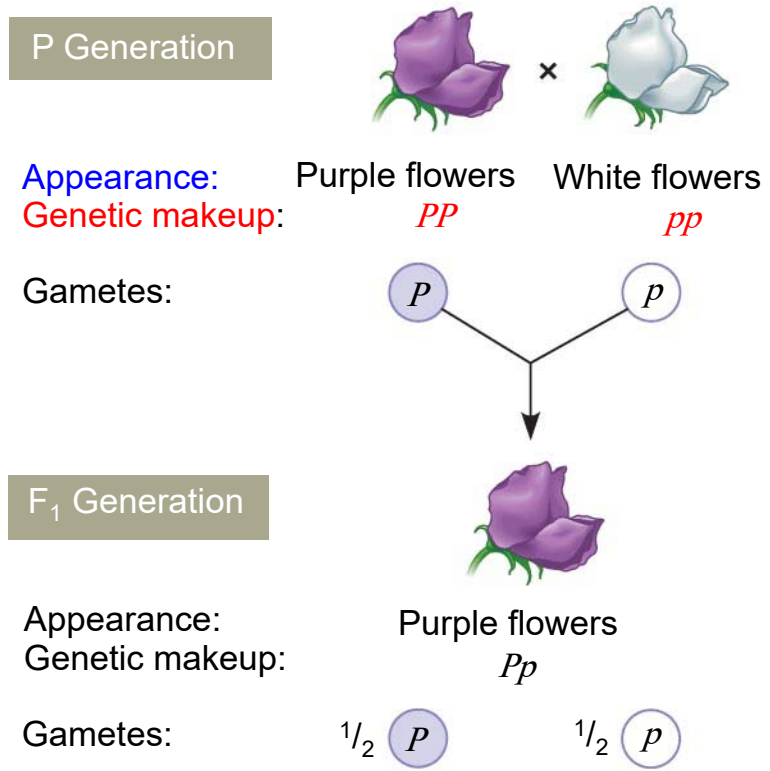 P Generation
×
Appearance: Purple flowers White flowers
Genetic makeup: PP pp
Gametes: P p
F₁ Generation
Appearance: Purple flowers
Genetic makeup: Pp
Gametes: 1/2 P 1/2 p